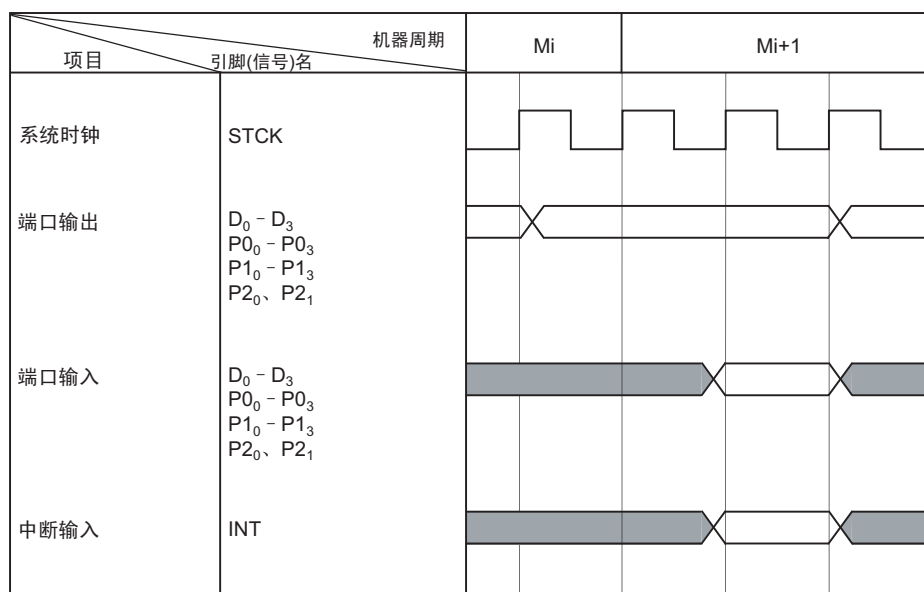 机器周期
项目
引脚(信号)名
Mi
Mi+1
系统时钟
STCK
端口输出
D₀ - D₃
P0₀ - P0₃
P1₀ - P1₃
P2₀、P2₁
端口输入
D₀ - D₃
P0₀ - P0₃
P1₀ - P1₃
P2₀、P2₁
中断输入
INT